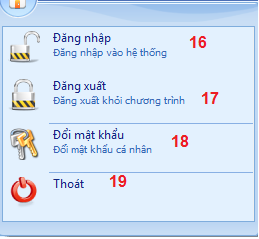 Đăng nhập
Đăng nhập vào hệ thống
16
Đăng xuất
Đăng xuất khỏi chương trình
17
Đổi mật khẩu
Đổi mật khẩu cá nhân
18
Thoát
19